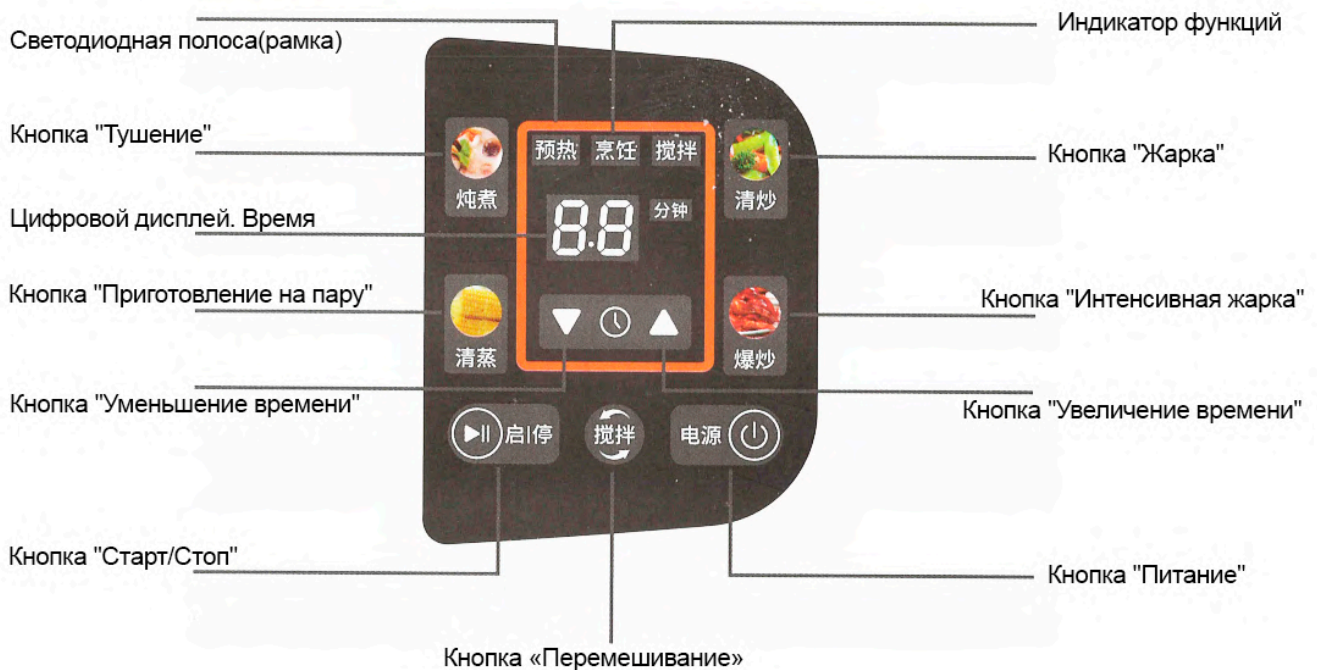 Светодиодная полоса(рамка)
Индикатор функций
Кнопка "Тушение"
Кнопка "Жарка"
预热 烹饪 搅拌
炖煮
清炒
Цифровой дисплей. Время
8.8 分钟
Кнопка "Приготовление на пару"
Кнопка "Интенсивная жарка"
清蒸
爆炒
Кнопка "Уменьшение времени"
Кнопка "Увеличение времени"
启|停
搅拌
电源
Кнопка "Старт/Стоп"
Кнопка "Питание"
Кнопка «Перемешивание»